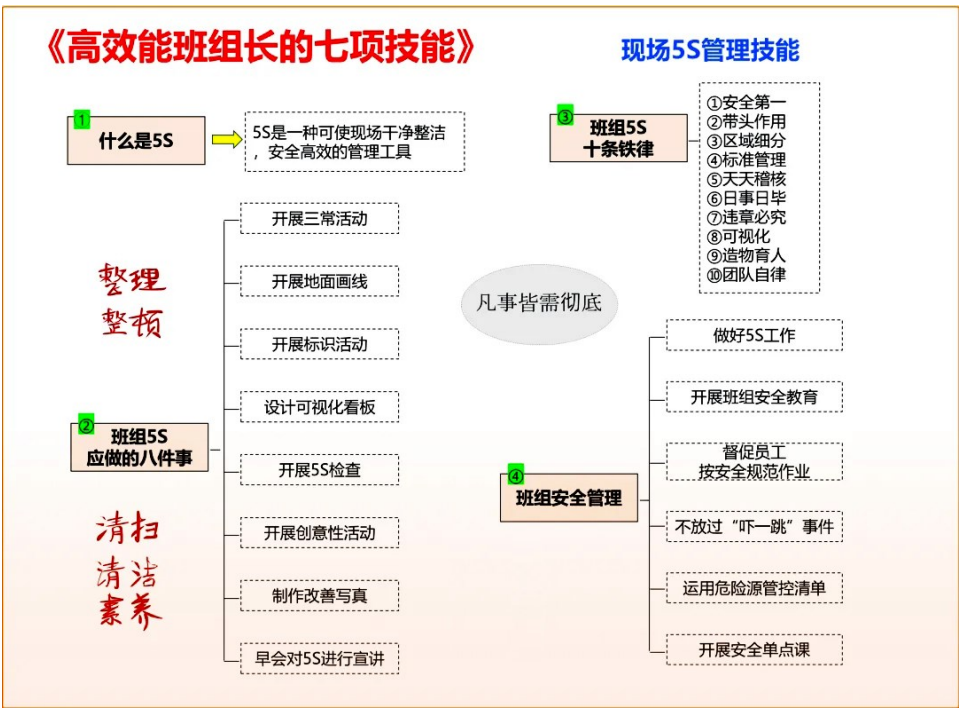 《高效能班组长的七项技能》
现场5S管理技能
1
什么是5S
5S是一种可使现场干净整洁
，安全高效的管理工具
②
班组5S
应做的八件事
开展三常活动
开展地面画线
开展标识活动
设计可视化看板
开展5S检查
开展创意性活动
制作改善写真
早会对5S进行宣讲
整理
整顿
清扫
清洁
素养
凡事皆需彻底
③
班组5S
十条铁律
①安全第一
②带头作用
③区域细分
④标准管理
⑤天天稽核
⑥日事日毕
⑦违章必究
⑧可视化
⑨造物育人
⑩团队自律
④
班组安全管理
做好5S工作
开展班组安全教育
督促员工
按安全规范作业
不放过“吓一跳”事件
运用危险源管控清单
开展安全单点课